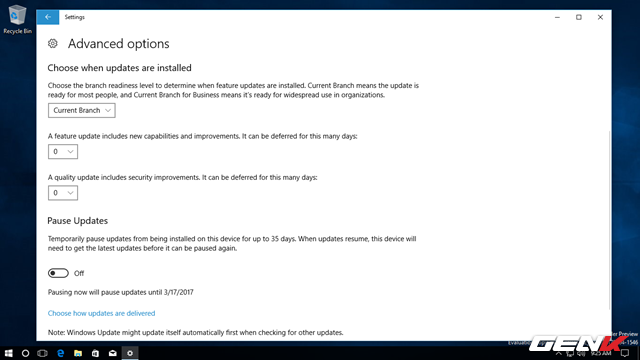 Recycle Bin
Settings
Advanced options
Choose when updates are installed
Choose the branch readiness level to determine when feature updates are installed. Current Branch means the update is
ready for most people, and Current Branch for Business means it's ready for widespread use in organizations.
Current Branch
A feature update includes new capabilities and improvements. It can be deferred for this many days:
0
A quality update includes security improvements. It can be deferred for this many days:
0
Pause Updates
Temporarily pause updates from being installed on this device for up to 35 days. When updates resume, this device will
need to get the latest updates before it can be paused again.
Off
Pausing now will pause updates until 3/17/2017
Choose how updates are delivered
Note: Windows Update might update itself automatically first when checking for other updates.
Preview
GENK
9:25 AM